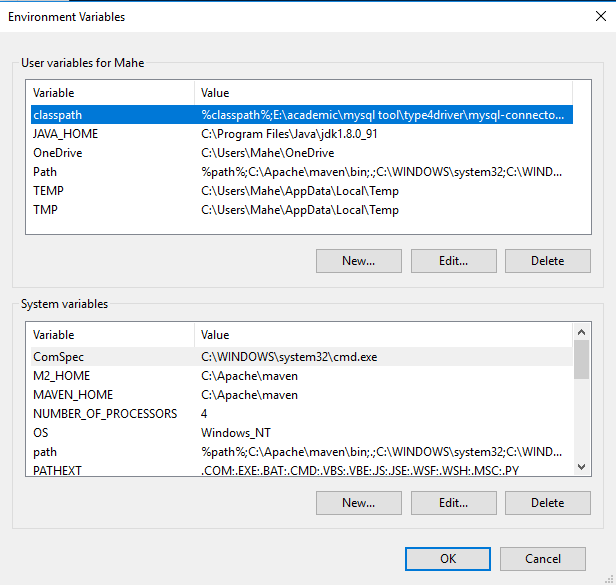 Environment Variables
User variables for Mahe
Variable Value
classpath %classpath%;E:\academic\mysql tool\type4driver\mysql-connecto...
JAVA_HOME C:\Program Files\Java\jdk1.8.0_91
OneDrive C:\Users\Mahe\OneDrive
Path %path%;C:\Apache\maven\bin;.;C:\WINDOWS\system32;C:\WIND...
TEMP C:\Users\Mahe\AppData\Local\Temp
TMP C:\Users\Mahe\AppData\Local\Temp
New... Edit... Delete
System variables
Variable Value
ComSpec C:\WINDOWS\system32\cmd.exe
M2_HOME C:\Apache\maven
MAVEN_HOME C:\Apache\maven
NUMBER_OF_PROCESSORS 4
OS Windows_NT
path %path%;C:\Apache\maven\bin;.;C:\WINDOWS\system32;C:\WIND...
PATHEXT .COM;.EXE;.BAT;.CMD;.VBS;.VBE;.JS;.JSE;.WSF;.WSH;.MSC;.PY
New... Edit... Delete
OK Cancel